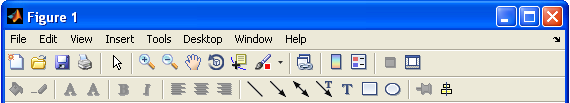 Figure 1
File Edit View Insert Tools Desktop Window Help
A A B I T T